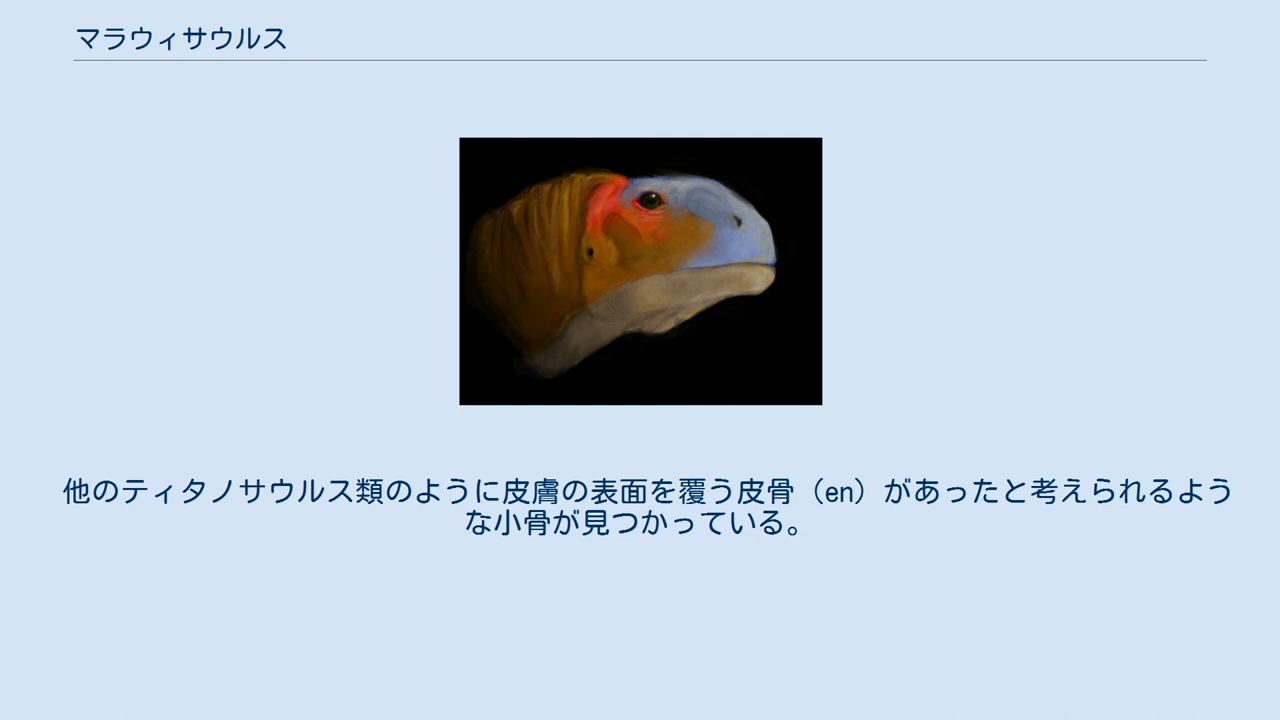 マラウィサウルス
他のティタノサウルス類のように皮膚の表面を覆う皮骨（en）があったと考えられるよう
な小骨が見つかっている。